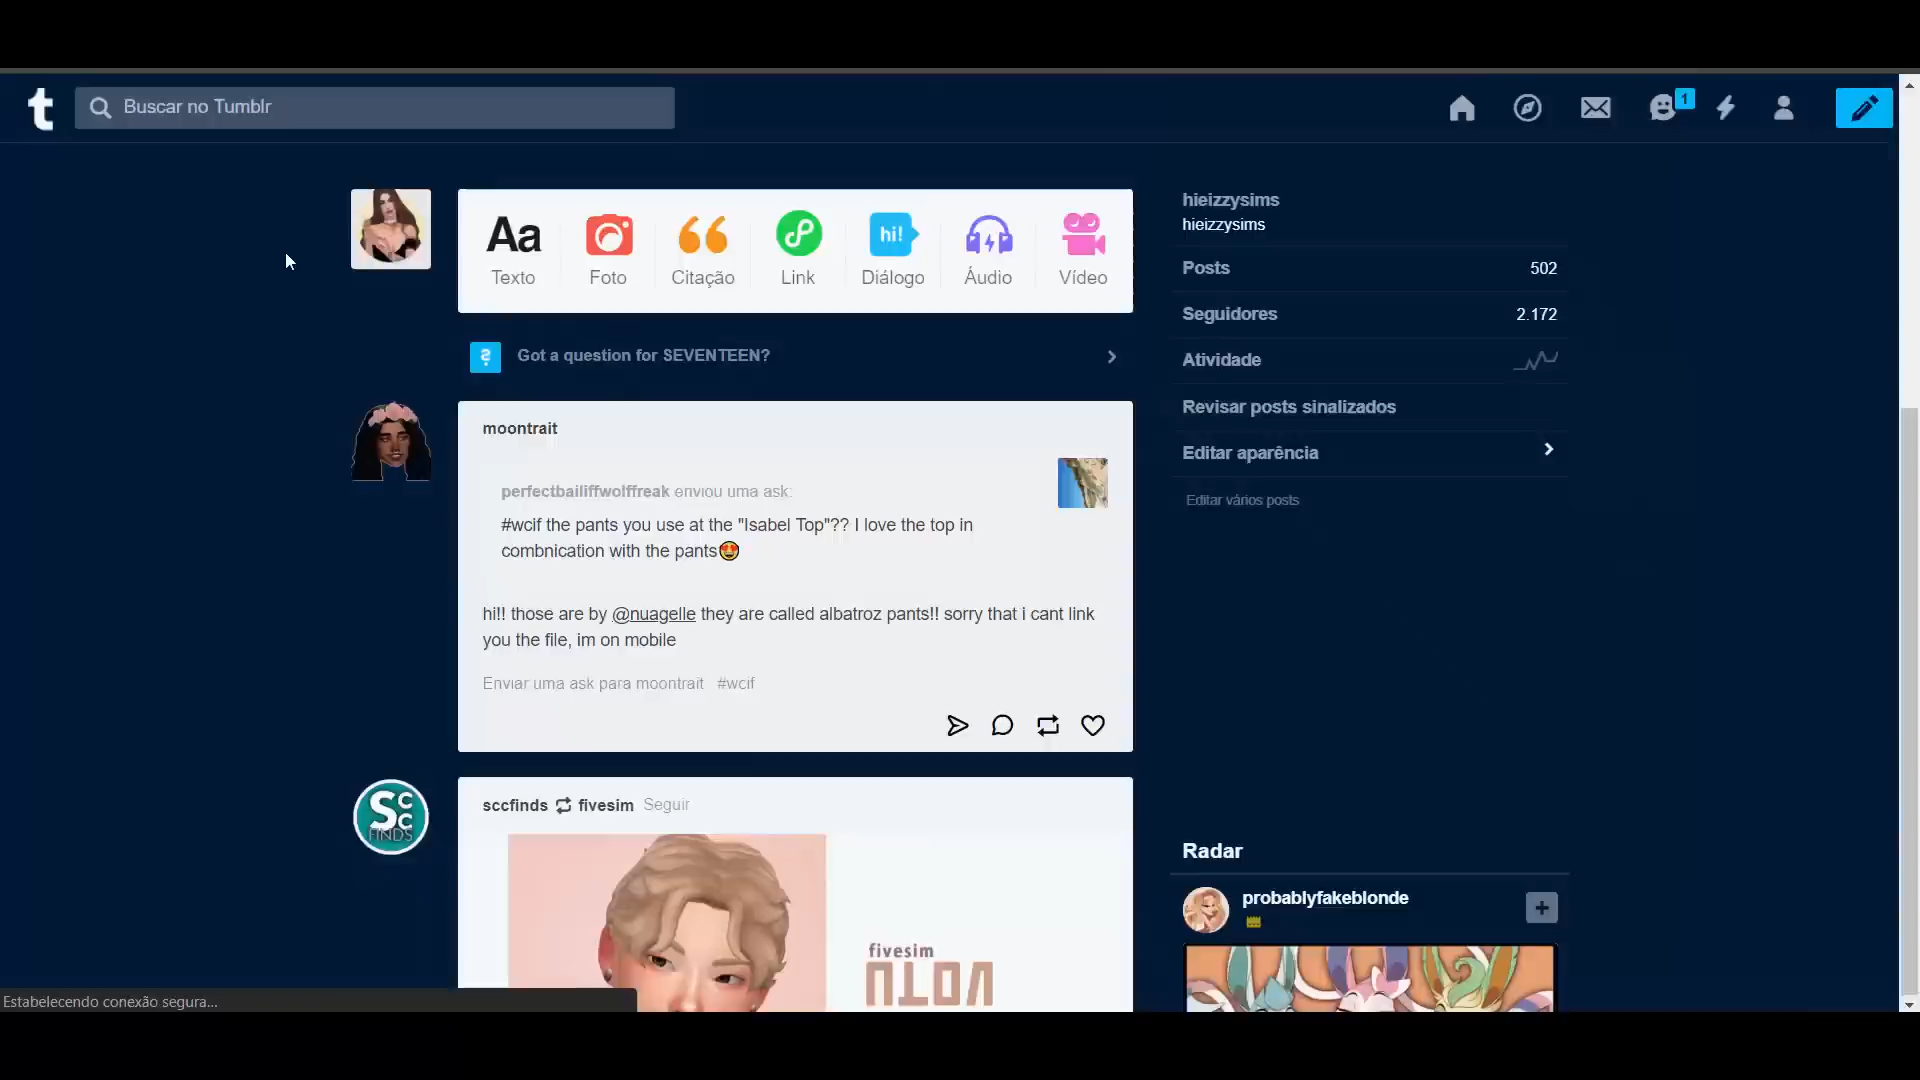 t Buscar no Tumblr
1
Aa
hi!
Texto Foto Citação Link Diálogo Áudio Vídeo
Got a question for SEVENTEEN?
moontrait
perfectbailiffwolffreak enviou uma ask:
#wcif the pants you use at the "Isabel Top"?? I love the top in
combnication with the pants😍
hi!! those are by @nuagelle they are called albatroz pants!! sorry that i cant link
you the file, im on mobile
Enviar uma ask para moontrait #wcif
Scc
FINDS
sccfinds fivesim Seguir
fivesim
hieizzysims
hieizzysims
Posts 502
Seguidores 2.172
Atividade
Revisar posts sinalizados
Editar aparência
Editar vários posts
Radar
probablyfakeblonde
Estabelecendo conexão segura...